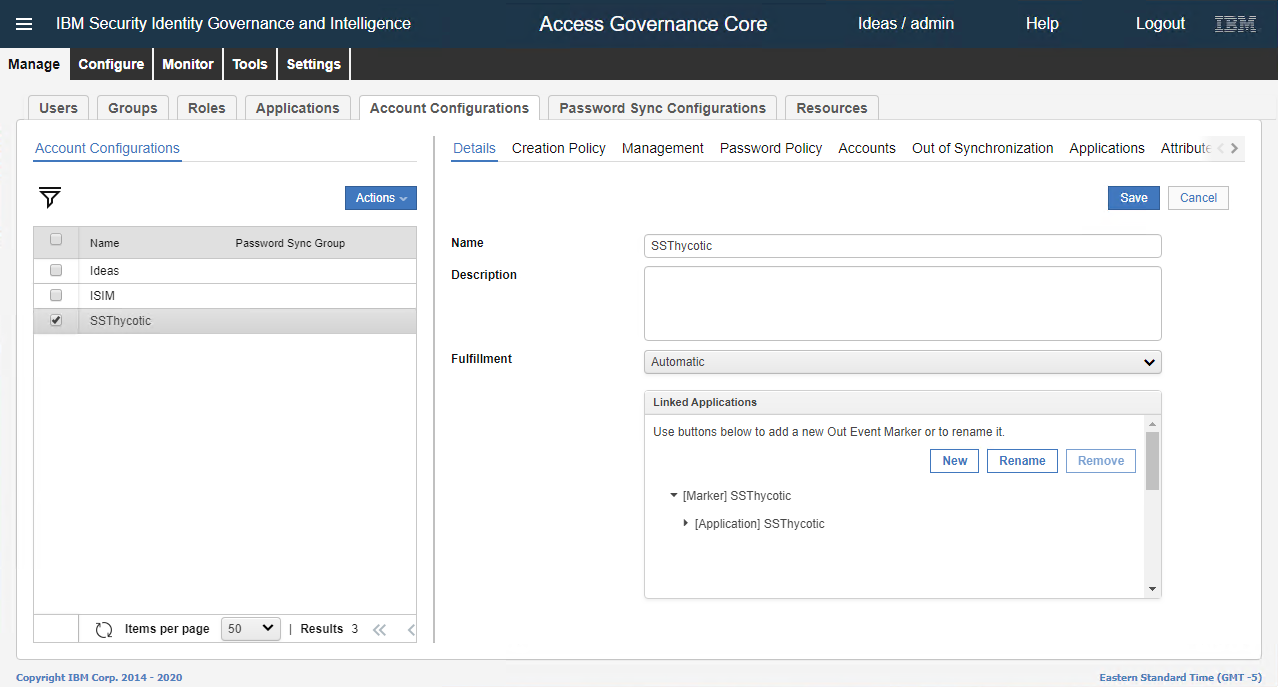 IBM Security Identity Governance and Intelligence Access Governance Core Ideas / admin Help Logout IBM
Manage Configure Monitor Tools Settings
Users Groups Roles Applications Account Configurations Password Sync Configurations Resources
Account Configurations
Actions
Name Password Sync Group
Ideas
ISIM
SSThycotic
Items per page 50 | Results 3
Details Creation Policy Management Password Policy Accounts Out of Synchronization Applications Attribute
Save Cancel
Name SSThycotic
Description
Fulfillment Automatic
Linked Applications
Use buttons below to add a new Out Event Marker or to rename it.
New Rename Remove
[Marker] SSThycotic
[Application] SSThycotic
Copyright IBM Corp. 2014 - 2020 Eastern Standard Time (GMT -5)